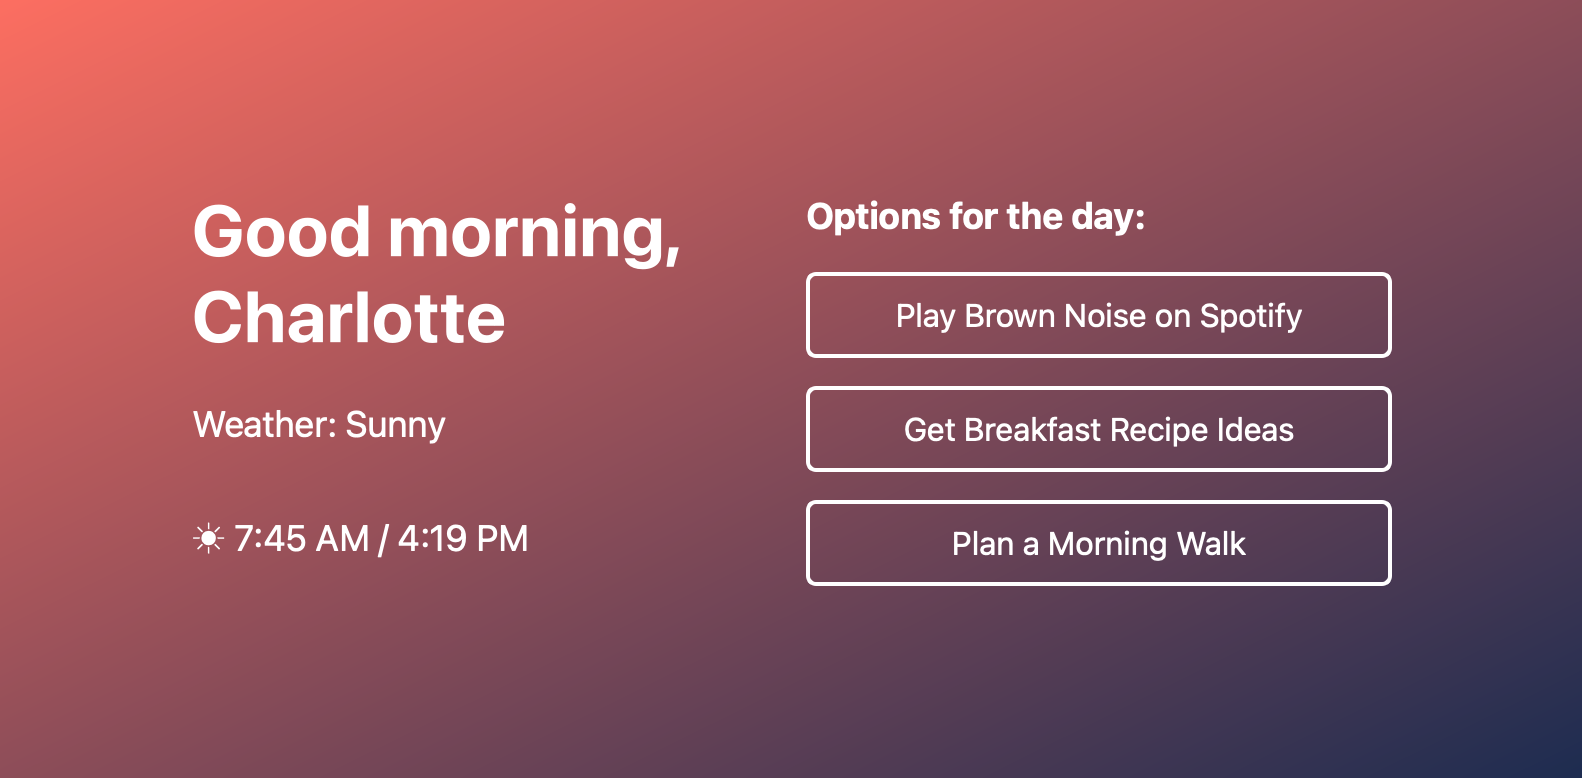 Good morning,
Charlotte
Weather: Sunny
☀ 7:45 AM / 4:19 PM
Options for the day:
Play Brown Noise on Spotify
Get Breakfast Recipe Ideas
Plan a Morning Walk